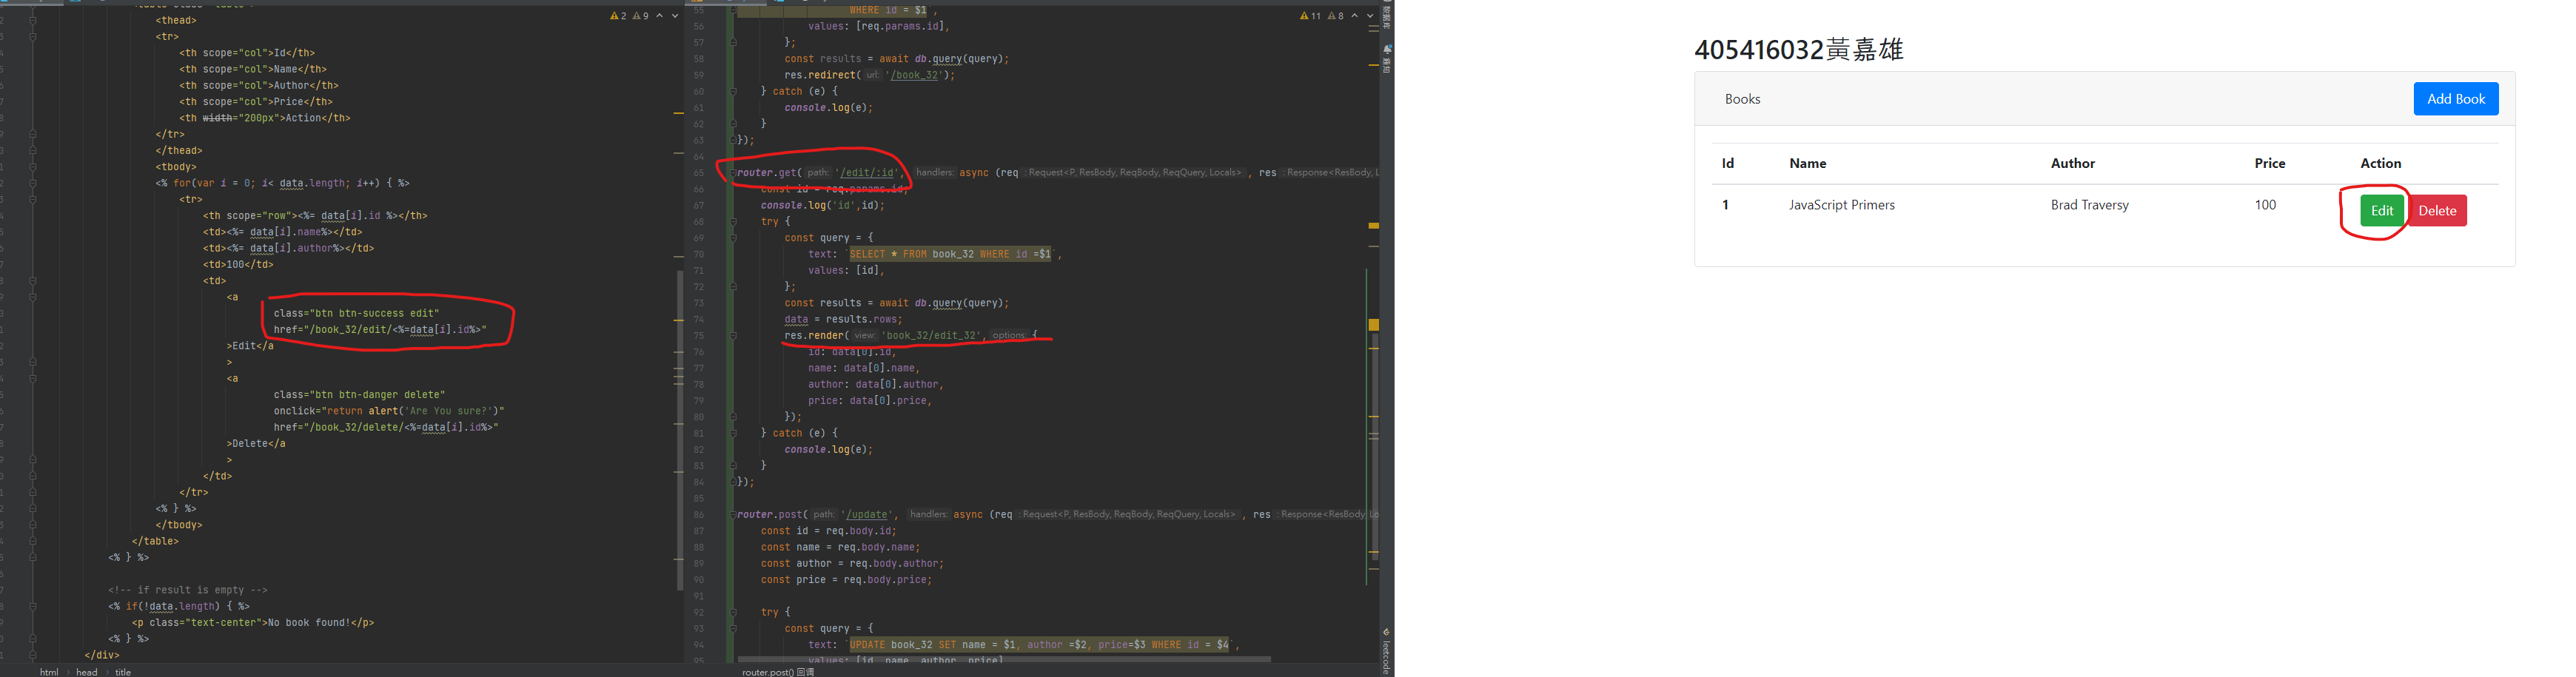 <thead>
<tr>
<th scope="col">Id</th>
<th scope="col">Name</th>
<th scope="col">Author</th>
<th scope="col">Price</th>
<th width="200px">Action</th>
</tr>
</thead>
<tbody>
<% for(var i = 0; i< data.length; i++) { %>
<tr>
<th scope="row"><%= data[i].id %></th>
<td><%= data[i].name%></td>
<td><%= data[i].author%></td>
<td>100</td>
<td>
<a
class="btn btn-success edit"
href="/book_32/edit/<%=data[i].id%>"
>Edit</a
>
<a
class="btn btn-danger delete"
onclick="return alert('Are You sure?')"
href="/book_32/delete/<%=data[i].id%>"
>Delete</a
>
</td>
</tr>
<% } %>
</tbody>
</table>
<% } %>
<!-- if result is empty -->
<% if(!data.length) { %>
<p class="text-center">No book found!</p>
<% } %>
</div>
html › head › title
2 9
55 WHERE id = $1`,
56 values: [req.params.id],
57 };
58 const results = await db.query(query);
59 res.redirect( url: '/book_32');
60 } catch (e) {
61 console.log(e);
62 }
63 });
64
65 router.get( path: '/edit/:id', handlers: async (req : Request<P, ResBody, ReqBody, ReqQuery, Locals> , res : Response<ResBody, L
66 const id = req.params.id;
67 console.log('id',id);
68 try {
69 const query = {
70 text: `SELECT * FROM book_32 WHERE id =$1`,
71 values: [id],
72 };
73 const results = await db.query(query);
74 data = results.rows;
75 res.render( view: 'book_32/edit_32', options: {
76 id: data[0].id,
77 name: data[0].name,
78 author: data[0].author,
79 price: data[0].price,
80 });
81 } catch (e) {
82 console.log(e);
83 }
84 });
85
86 router.post( path: '/update', handlers: async (req : Request<P, ResBody, ReqBody, ReqQuery, Locals> , res : Response<ResBody, Lo
87 const id = req.body.id;
88 const name = req.body.name;
89 const author = req.body.author;
90 const price = req.body.price;
91
92 try {
93 const query = {
94 text: `UPDATE book_32 SET name = $1, author =$2, price=$3 WHERE id = $4`,
95 values: [id, name, author, price]
router.post() 回调
11 8
数据库
通知
leetcode
405416032黃嘉雄
Books Add Book
Id Name Author Price Action
1 JavaScript Primers Brad Traversy 100 Edit Delete